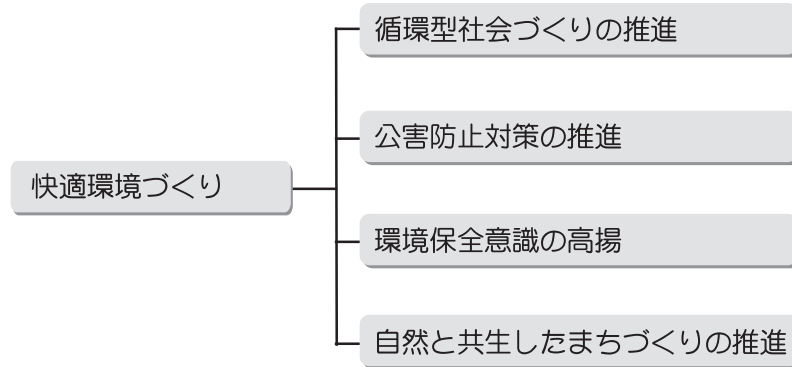 快適環境づくり
循環型社会づくりの推進
公害防止対策の推進
環境保全意識の高揚
自然と共生したまちづくりの推進